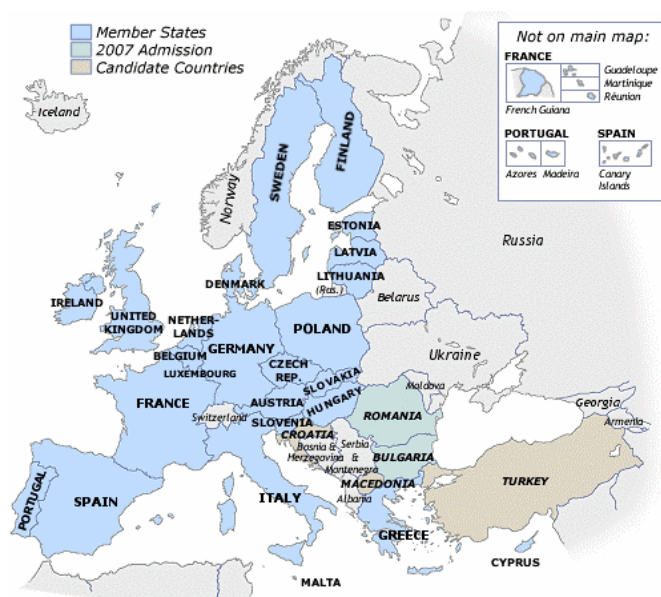 Member States
2007 Admission
Candidate Countries
Not on main map:
FRANCE
Guadeloupe
Martinique
Réunion
French Guiana
PORTUGAL
SPAIN
Azores
Madeira
Canary
Islands
Iceland
Norway
SWEDEN
FINLAND
Russia
ESTONIA
LATVIA
LITHUANIA
(Rus.)
DENMARK
Belarus
IRELAND
UNITED
KINGDOM
NETHER-
LANDS
POLAND
GERMANY
BELGIUM
LUXEMBOURG
CZECH
REP.
SLOVAKIA
Ukraine
Moldova
FRANCE
Switzerland
AUSTRIA
HUNGARY
SLOVENIA
CROATIA
ROMANIA
Bosnia &
Herzegovina
Serbia
&
Montenegro
BULGARIA
Georgia
Armenia
PORTUGAL
SPAIN
ITALY
MACEDONIA
Albania
TURKEY
GREECE
CYPRUS
MALTA